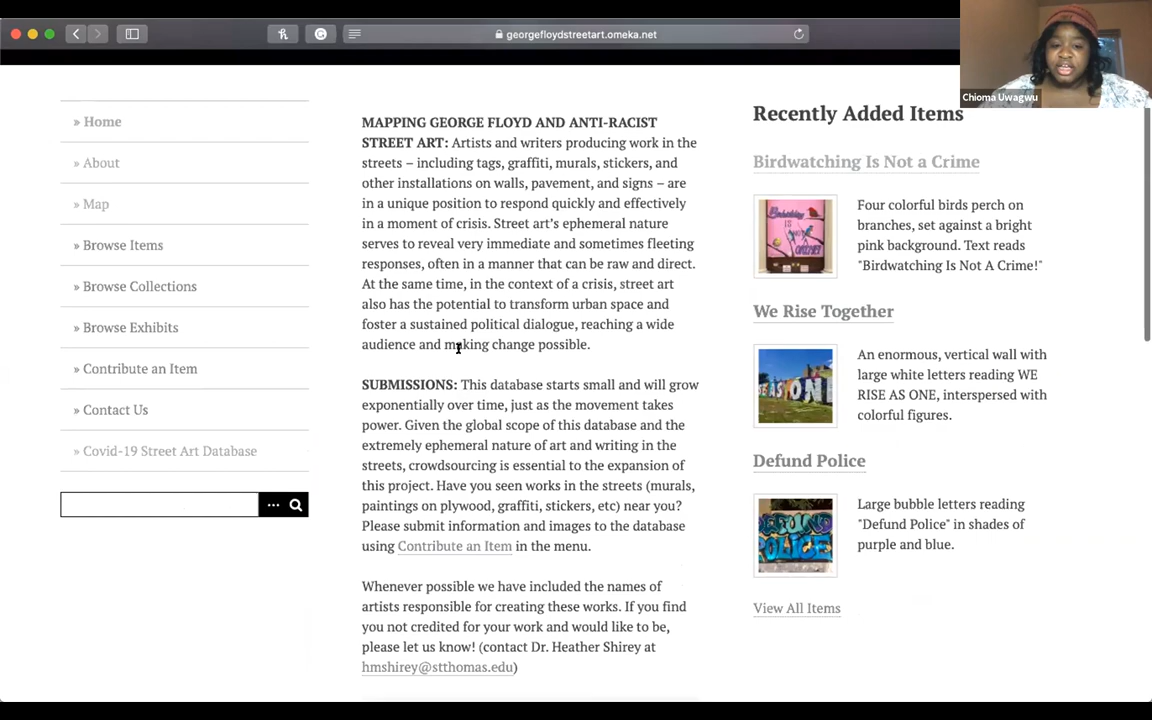 georgefloydstreetart.omeka.net
Chioma Uwagwu
» Home
» About
» Map
» Browse Items
» Browse Collections
» Browse Exhibits
» Contribute an Item
» Contact Us
» Covid-19 Street Art Database
MAPPING GEORGE FLOYD AND ANTI-RACIST
STREET ART: Artists and writers producing work in the
streets – including tags, graffiti, murals, stickers, and
other installations on walls, pavement, and signs – are
in a unique position to respond quickly and effectively
in a moment of crisis. Street art's ephemeral nature
serves to reveal very immediate and sometimes fleeting
responses, often in a manner that can be raw and direct.
At the same time, in the context of a crisis, street art
also has the potential to transform urban space and
foster a sustained political dialogue, reaching a wide
audience and making change possible.
SUBMISSIONS: This database starts small and will grow
exponentially over time, just as the movement takes
power. Given the global scope of this database and the
extremely ephemeral nature of art and writing in the
streets, crowdsourcing is essential to the expansion of
this project. Have you seen works in the streets (murals,
paintings on plywood, graffiti, stickers, etc) near you?
Please submit information and images to the database
using Contribute an Item in the menu.
Whenever possible we have included the names of
artists responsible for creating these works. If you find
you not credited for your work and would like to be,
please let us know! (contact Dr. Heather Shirey at
hmshirey@stthomas.edu)
Recently Added Items
Birdwatching Is Not a Crime
Four colorful birds perch on
branches, set against a bright
pink background. Text reads
"Birdwatching Is Not A Crime!"
We Rise Together
An enormous, vertical wall with
large white letters reading WE
RISE AS ONE, interspersed with
colorful figures.
Defund Police
DEFUND
POLICE
Large bubble letters reading
"Defund Police" in shades of
purple and blue.
View All Items